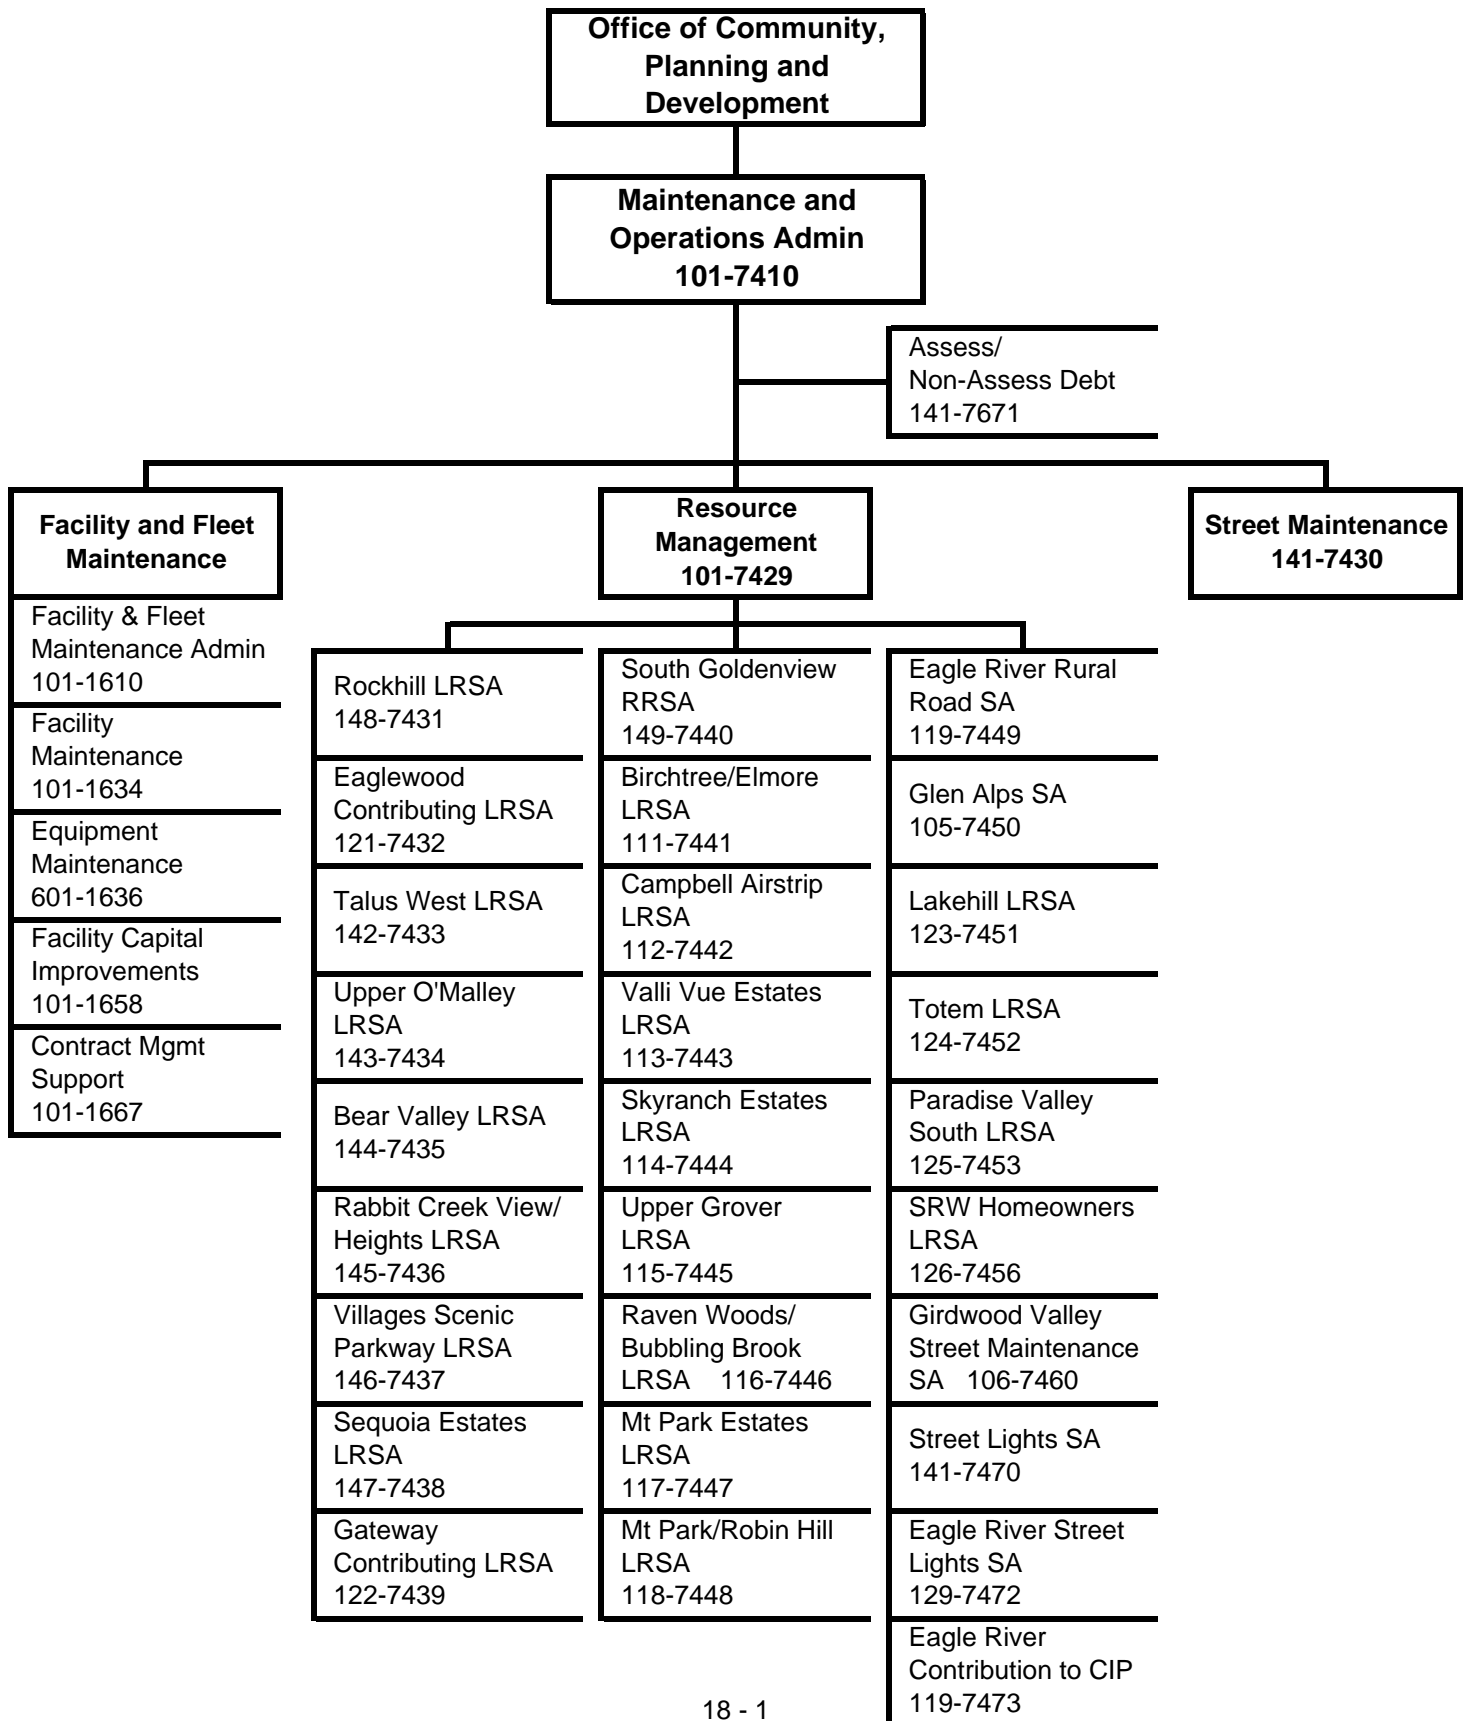 Office of Community,
Planning and
Development
Maintenance and
Operations Admin
101-7410
Assess/
Non-Assess Debt
141-7671
Facility and Fleet
Maintenance
Facility & Fleet
Maintenance Admin
101-1610
Facility
Maintenance
101-1634
Equipment
Maintenance
601-1636
Facility Capital
Improvements
101-1658
Contract Mgmt
Support
101-1667
Resource
Management
101-7429
Rockhill LRSA
148-7431
Eaglewood
Contributing LRSA
121-7432
Talus West LRSA
142-7433
Upper O'Malley
LRSA
143-7434
Bear Valley LRSA
144-7435
Rabbit Creek View/
Heights LRSA
145-7436
Villages Scenic
Parkway LRSA
146-7437
Sequoia Estates
LRSA
147-7438
Gateway
Contributing LRSA
122-7439
South Goldenview
RRSA
149-7440
Birchtree/Elmore
LRSA
111-7441
Campbell Airstrip
LRSA
112-7442
Valli Vue Estates
LRSA
113-7443
Skyranch Estates
LRSA
114-7444
Upper Grover
LRSA
115-7445
Raven Woods/
Bubbling Brook
LRSA 116-7446
Mt Park Estates
LRSA
117-7447
Mt Park/Robin Hill
LRSA
118-7448
Eagle River Rural
Road SA
119-7449
Glen Alps SA
105-7450
Lakehill LRSA
123-7451
Totem LRSA
124-7452
Paradise Valley
South LRSA
125-7453
SRW Homeowners
LRSA
126-7456
Girdwood Valley
Street Maintenance
SA 106-7460
Street Lights SA
141-7470
Eagle River Street
Lights SA
129-7472
Eagle River
Contribution to CIP
119-7473
Street Maintenance
141-7430
18 - 1